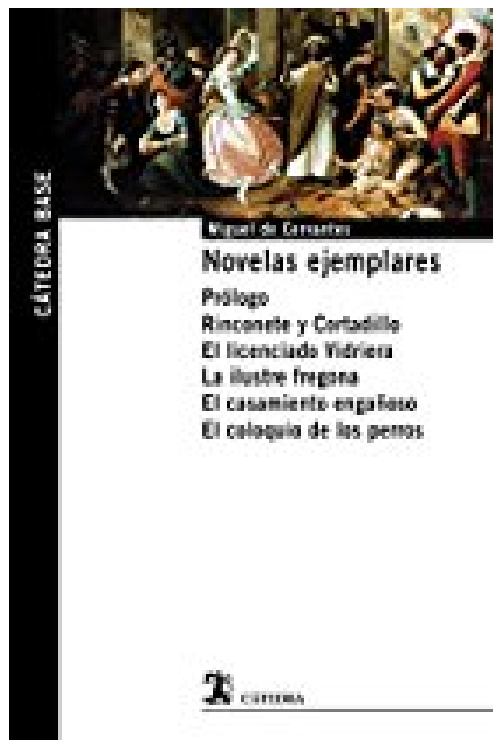 CÁTEDRA BASE
Miguel de Cervantes
Novelas ejemplares
Prólogo
Rinconete y Cortadillo
El licenciado Vidriera
La ilustre fregona
El casamiento engañoso
El coloquio de los perros
CÁTEDRA